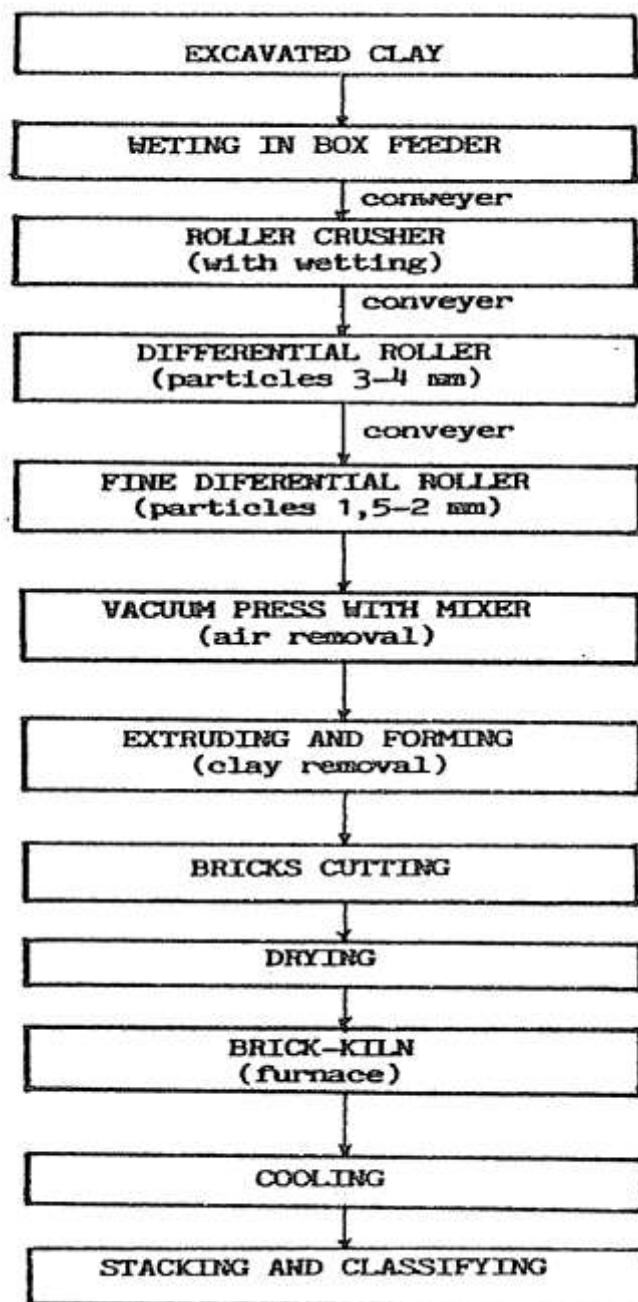 EXCAVATED CLAY
WETING IN BOX FEEDER
conweyer
ROLLER CRUSHER
(with wetting)
conveyer
DIFFERENTIAL ROLLER
(particles 3-4 mm)
conveyer
FINE DIFERENTIAL ROLLER
(particles 1,5-2 mm)
VACUUM PRESS WITH MIXER
(air removal)
EXTRUDING AND FORMING
(clay removal)
BRICKS CUTTING
DRYING
BRICK-KILN
(furnace)
COOLING
STACKING AND CLASSIFYING